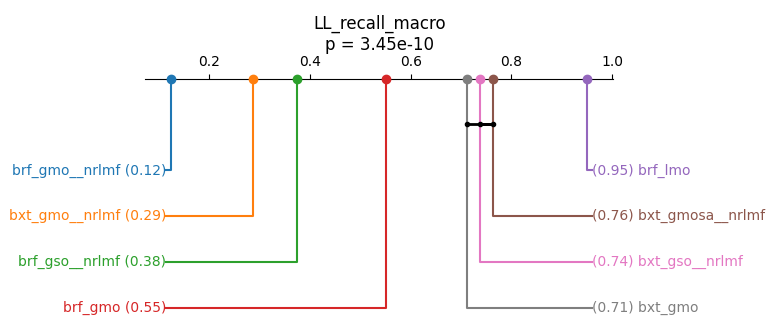 LL_recall_macro
p = 3.45e-10
0.2 0.4 0.6 0.8 1.0
brf_gmo__nrlmf (0.12) (0.95) brf_lmo
bxt_gmo__nrlmf (0.29) (0.76) bxt_gmosa__nrlmf
brf_gso__nrlmf (0.38) (0.74) bxt_gso__nrlmf
brf_gmo (0.55) (0.71) bxt_gmo